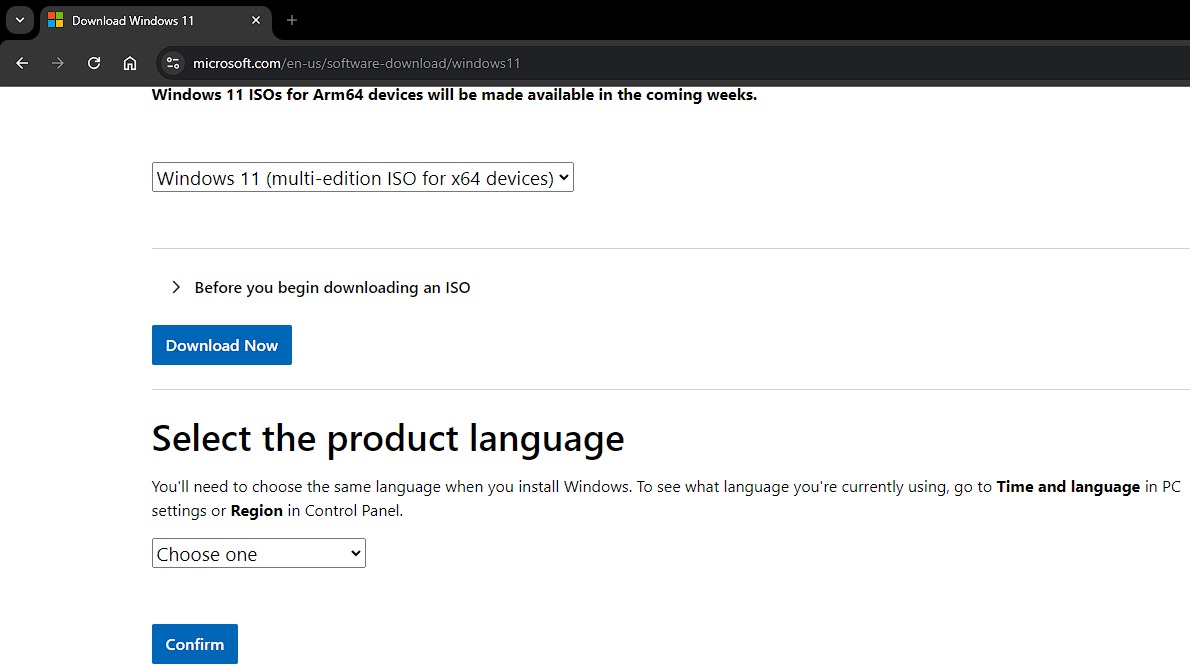 Download Windows 11
microsoft.com/en-us/software-download/windows11
Windows 11 ISOs for Arm64 devices will be made available in the coming weeks.
Windows 11 (multi-edition ISO for x64 devices)
Before you begin downloading an ISO
Download Now
Select the product language
You'll need to choose the same language when you install Windows. To see what language you're currently using, go to Time and language in PC
settings or Region in Control Panel.
Choose one
Confirm